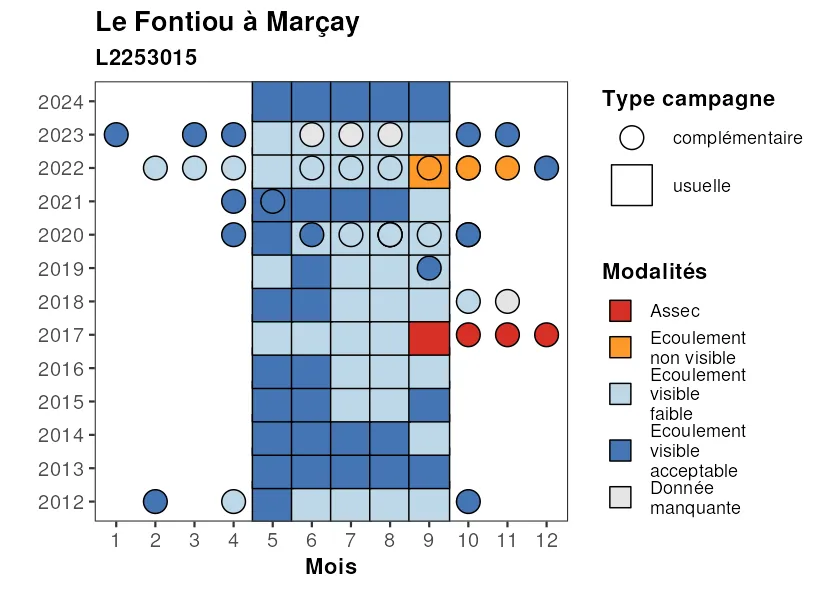 Le Fontiou à Marçay
L2253015
2024
2023
2022
2021
2020
2019
2018
2017
2016
2015
2014
2013
2012
1 2 3 4 5 6 7 8 9 10 11 12
Mois
Type campagne
complémentaire
usuelle
Modalités
Assec
Ecoulement
non visible
Ecoulement
visible
faible
Ecoulement
visible
acceptable
Donnée
manquante